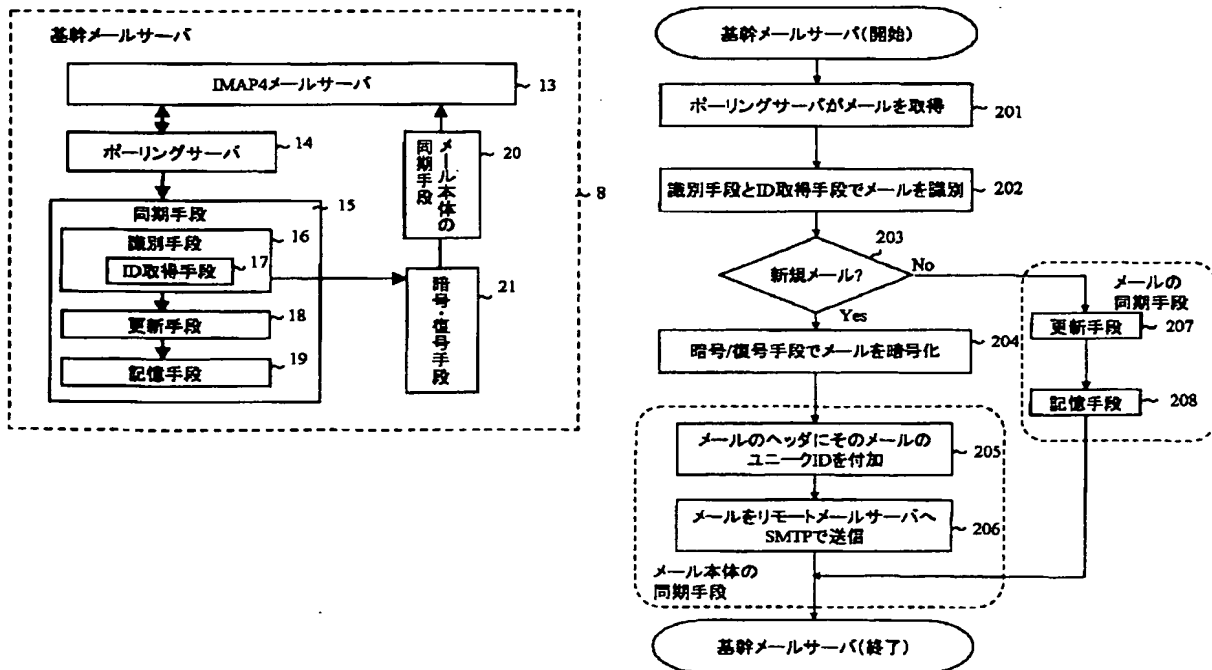 基幹メールサーバ
IMAP4メールサーバ
13
ポーリングサーバ
14
メール本体の
同期手段
20
8
同期手段
15
識別手段
16
ID取得手段
17
更新手段
18
記憶手段
19
暗号・復号手段
21
基幹メールサーバ(開始)
ポーリングサーバがメールを取得
201
識別手段とID取得手段でメールを識別
202
新規メール?
203
No
Yes
メールの
同期手段
更新手段
207
記憶手段
208
暗号/復号手段でメールを暗号化
204
メールのヘッダにそのメールの
ユニークIDを付加
205
メールをリモートメールサーバへ
SMTPで送信
206
メール本体の
同期手段
基幹メールサーバ(終了)